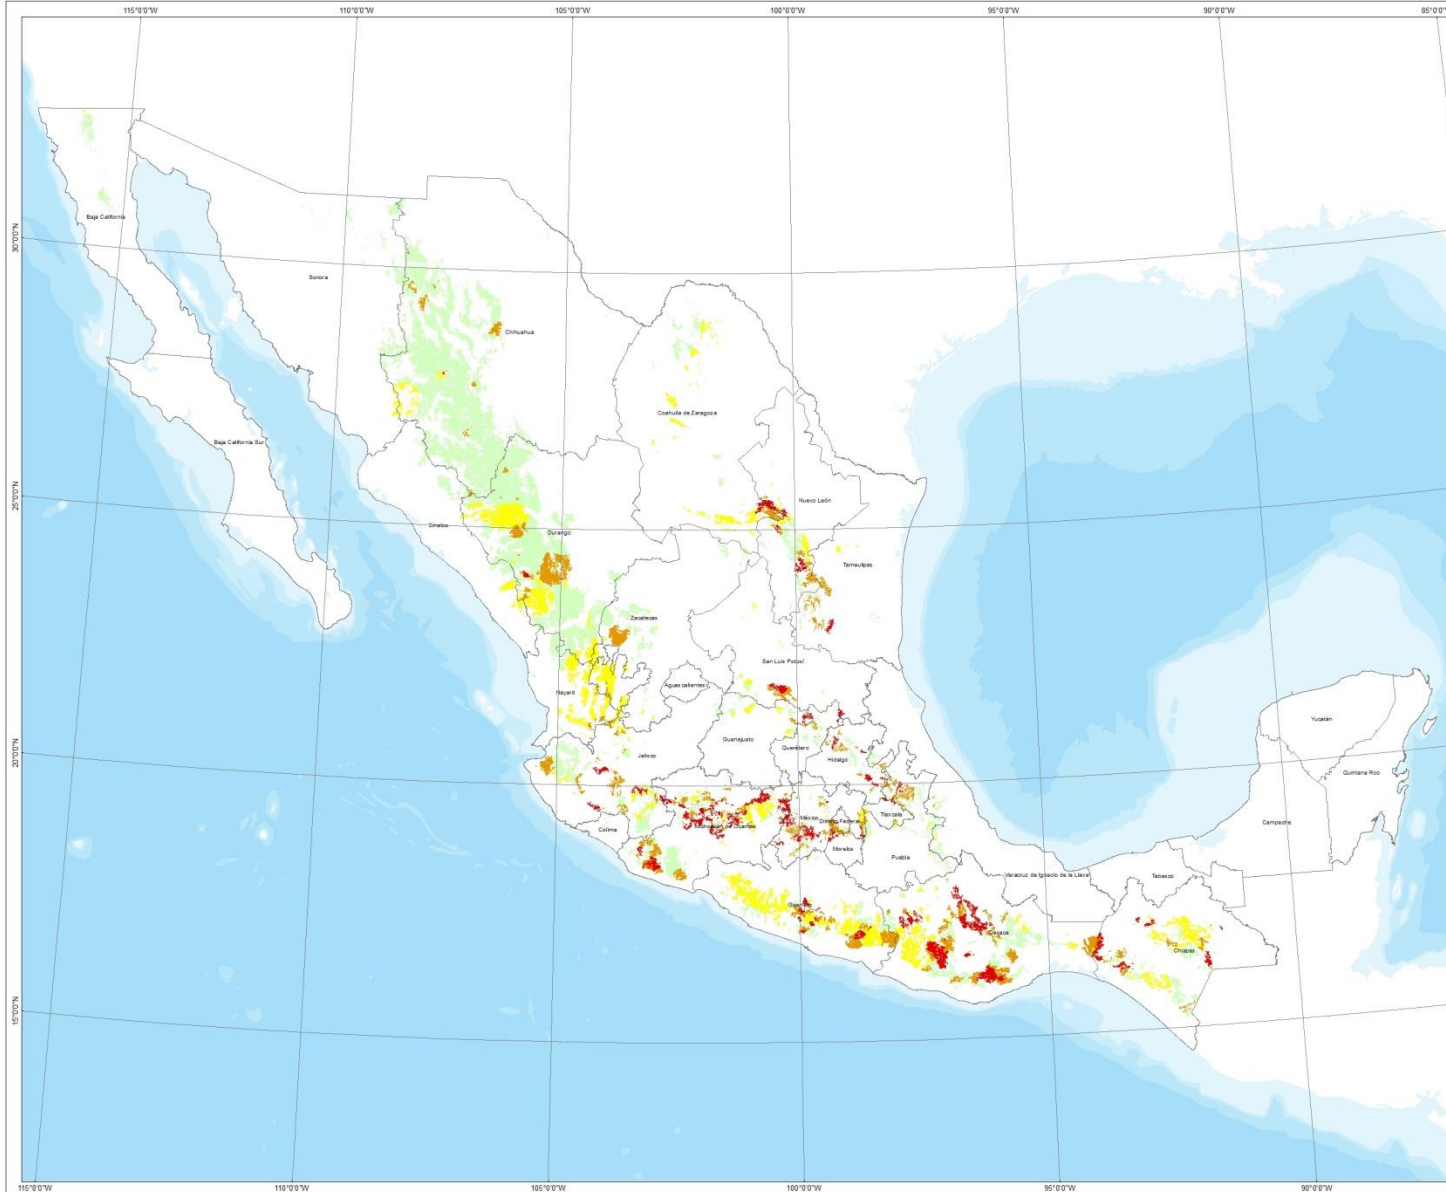 115°0'0"W 110°0'0"W 105°0'0"W 100°0'0"W 95°0'0"W 90°0'0"W 85°0'0"W
30°0'0"N
25°0'0"N
20°0'0"N
15°0'0"N
Baja California
Sonora
Chihuahua
Coahuila de Zaragoza
Baja California Sur
Nuevo León
Sinaloa
Durango
Tamaulipas
Zacatecas
San Luis Potosí
Aguascalientes
Nayarit
Yucatán
Guanajuato
Querétaro
Jalisco
Hidalgo
Quintana Roo
Tlaxcala
México
Distrito Federal
Campeche
Colima
Michoacán de Ocampo
Morelos
Puebla
Veracruz de Ignacio de la Llave
Tabasco
Guerrero
Oaxaca
Chiapas
115°0'0"W 110°0'0"W 105°0'0"W 100°0'0"W 95°0'0"W 90°0'0"W